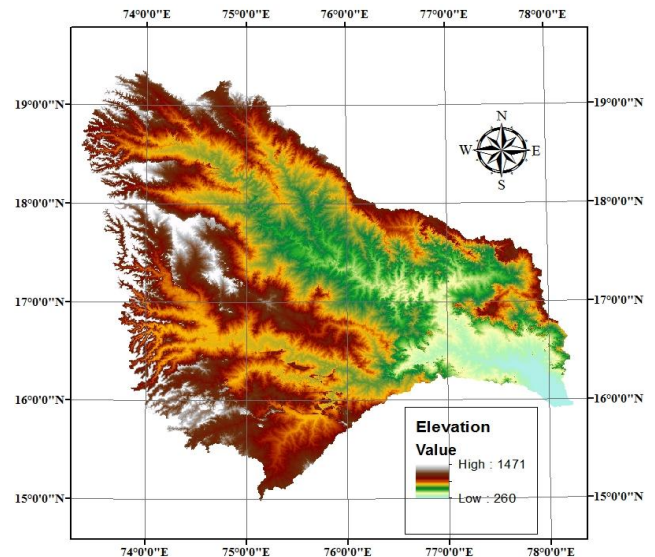 74°0'0"E 75°0'0"E 76°0'0"E 77°0'0"E 78°0'0"E
19°0'0"N 19°0'0"N
N
W E
S
18°0'0"N 18°0'0"N
17°0'0"N 17°0'0"N
16°0'0"N 16°0'0"N
Elevation
Value
High : 1471
Low : 260
15°0'0"N 15°0'0"N
74°0'0"E 75°0'0"E 76°0'0"E 77°0'0"E 78°0'0"E